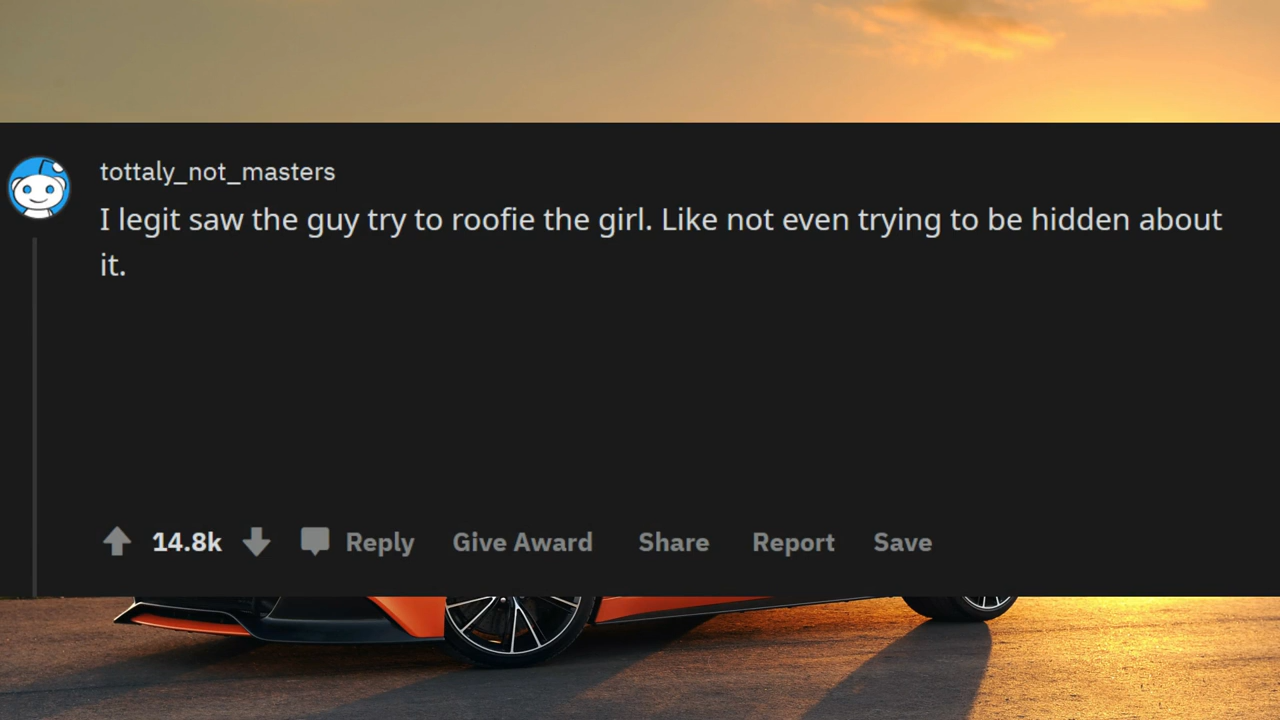 tottaly_not_masters
I legit saw the guy try to roofie the girl. Like not even trying to be hidden about
it.
14.8k Reply Give Award Share Report Save